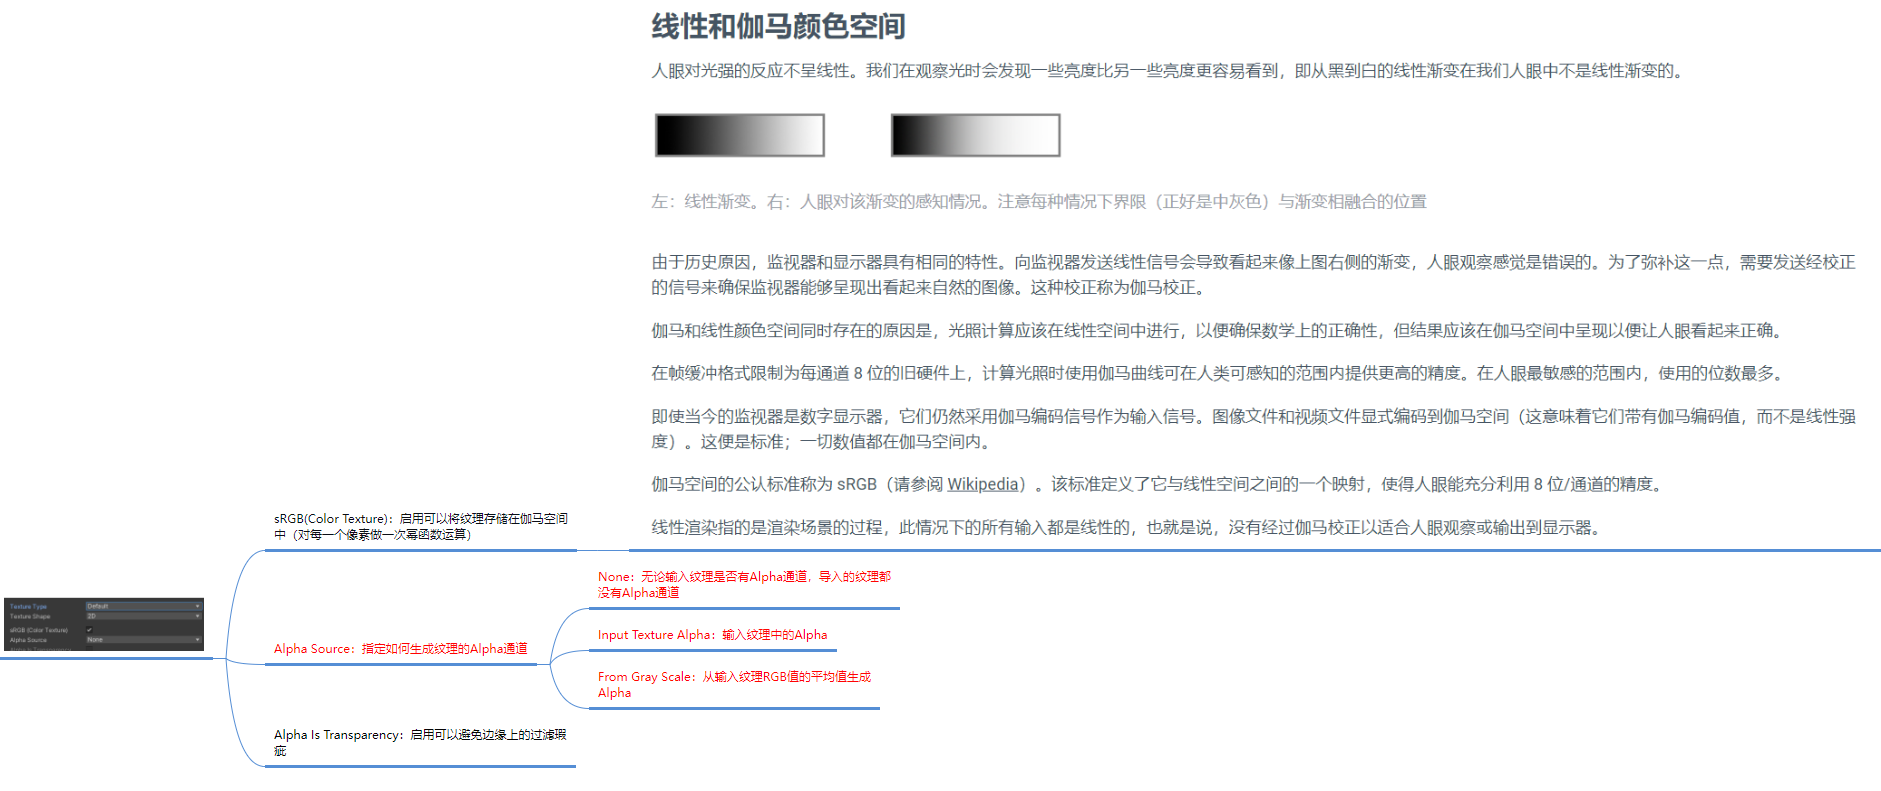 线性和伽马颜色空间
人眼对光强的反应不呈线性。我们在观察光时会发现一些亮度比另一些亮度更容易看到，即从黑到白的线性渐变在我们人眼中不是线性渐变的。
左：线性渐变。右：人眼对该渐变的感知情况。注意每种情况下界限（正好是中灰色）与渐变相融合的位置
由于历史原因，监视器和显示器具有相同的特性。向监视器发送线性信号会导致看起来像上图右侧的渐变，人眼观察感觉是错误的。为了弥补这一点，需要发送经校正
的信号来确保监视器能够呈现出看起来自然的图像。这种校正称为伽马校正。
伽马和线性颜色空间同时存在的原因是，光照计算应该在线性空间中进行，以便确保数学上的正确性，但结果应该在伽马空间中呈现以便让人眼看起来正确。
在帧缓冲格式限制为每通道 8 位的旧硬件上，计算光照时使用伽马曲线可在人类可感知的范围内提供更高的精度。在人眼最敏感的范围内，使用的位数最多。
即使当今的监视器是数字显示器，它们仍然采用伽马编码信号作为输入信号。图像文件和视频文件显式编码到伽马空间（这意味着它们带有伽马编码值，而不是线性强
度）。这便是标准；一切数值都在伽马空间内。
伽马空间的公认标准称为 sRGB（请参阅 Wikipedia）。该标准定义了它与线性空间之间的一个映射，使得人眼能充分利用 8 位/通道的精度。
线性渲染指的是渲染场景的过程，此情况下的所有输入都是线性的，也就是说，没有经过伽马校正以适合人眼观察或输出到显示器。
sRGB(Color Texture)：启用可以将纹理存储在伽马空间
中（对每一个像素做一次幂函数运算）
None：无论输入纹理是否有Alpha通道，导入的纹理都
没有Alpha通道
Texture Type Default
Texture Shape 2D
sRGB (Color Texture)
Alpha Source None
Alpha Is Transparency
Input Texture Alpha：输入纹理中的Alpha
Alpha Source：指定如何生成纹理的Alpha通道
From Gray Scale：从输入纹理RGB值的平均值生成
Alpha
Alpha Is Transparency：启用可以避免边缘上的过滤瑕
疵